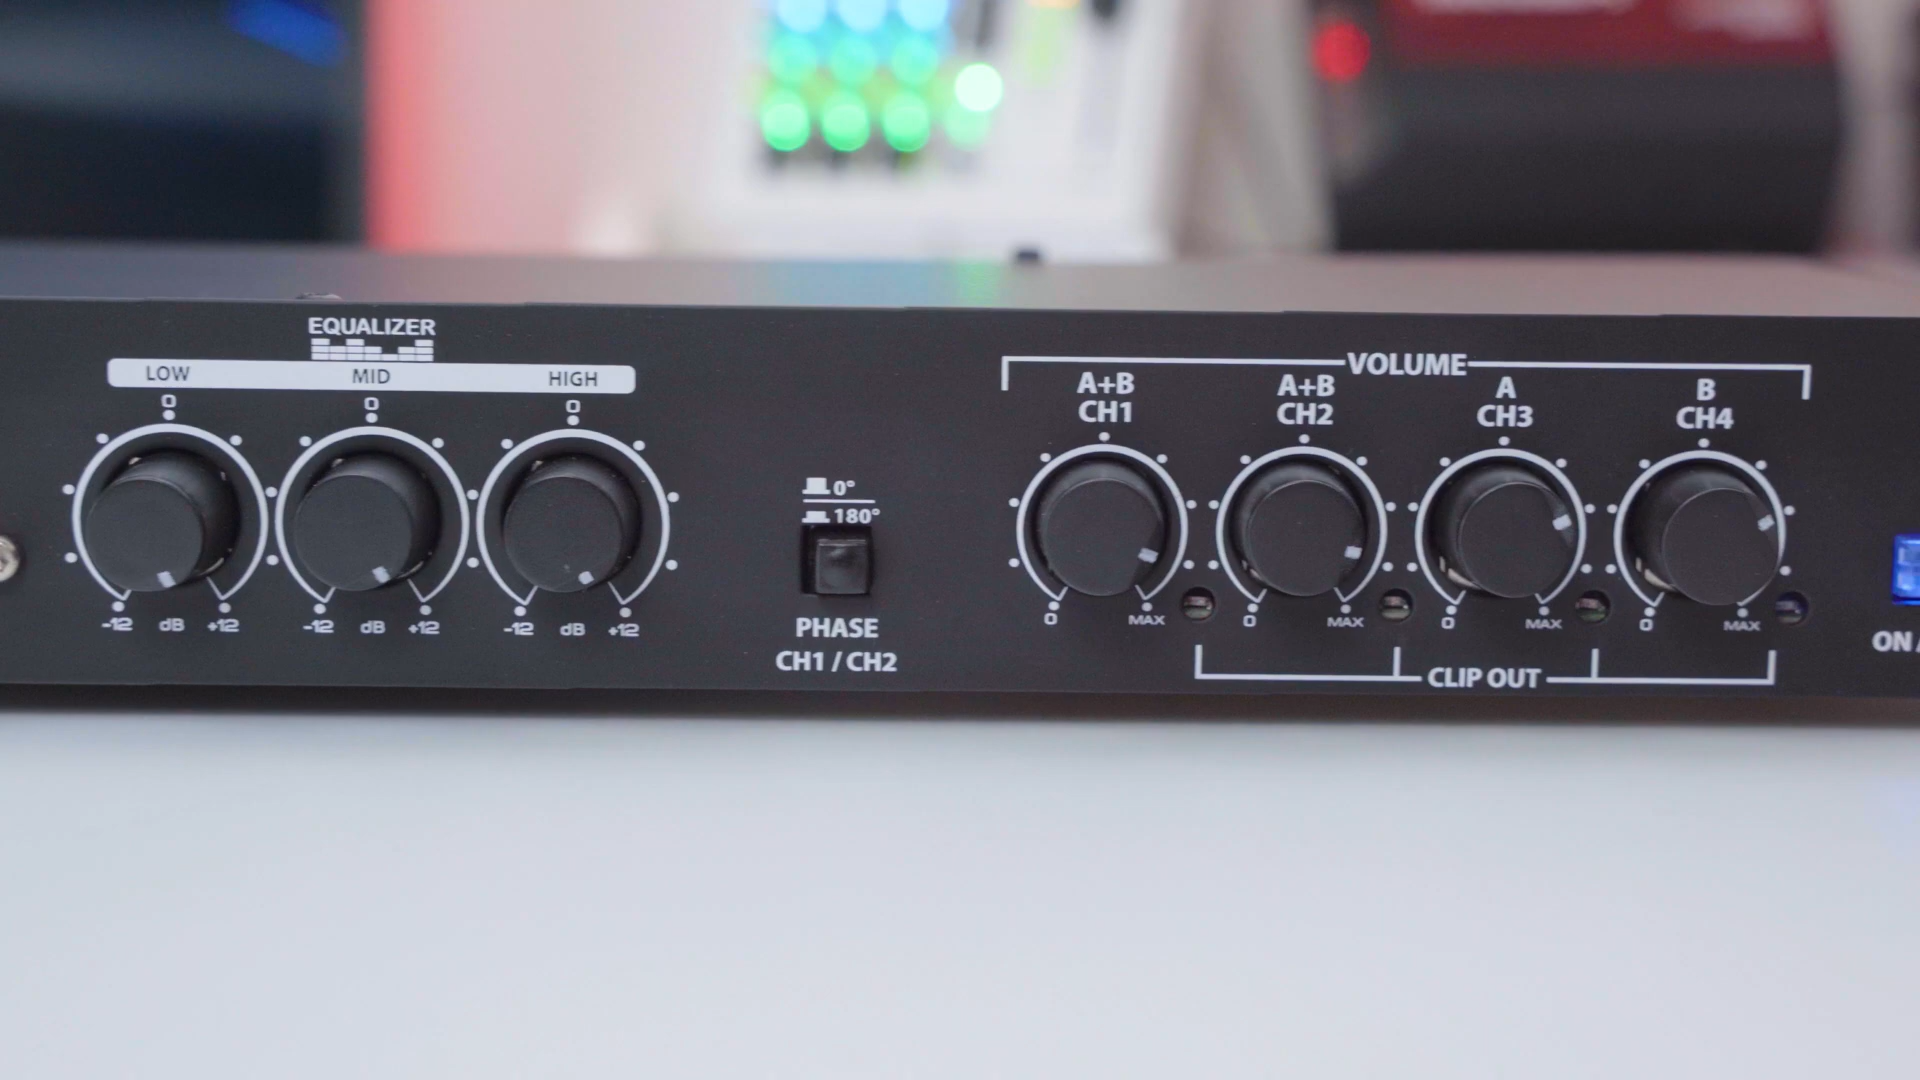 EQUALIZER
LOW MID HIGH
0 0 0
-12 dB +12 -12 dB +12 -12 dB +12
0°
180°
PHASE
CH1 / CH2
VOLUME
A+B A+B A B
CH1 CH2 CH3 CH4
0 MAX 0 MAX 0 MAX 0 MAX
CLIP OUT
ON